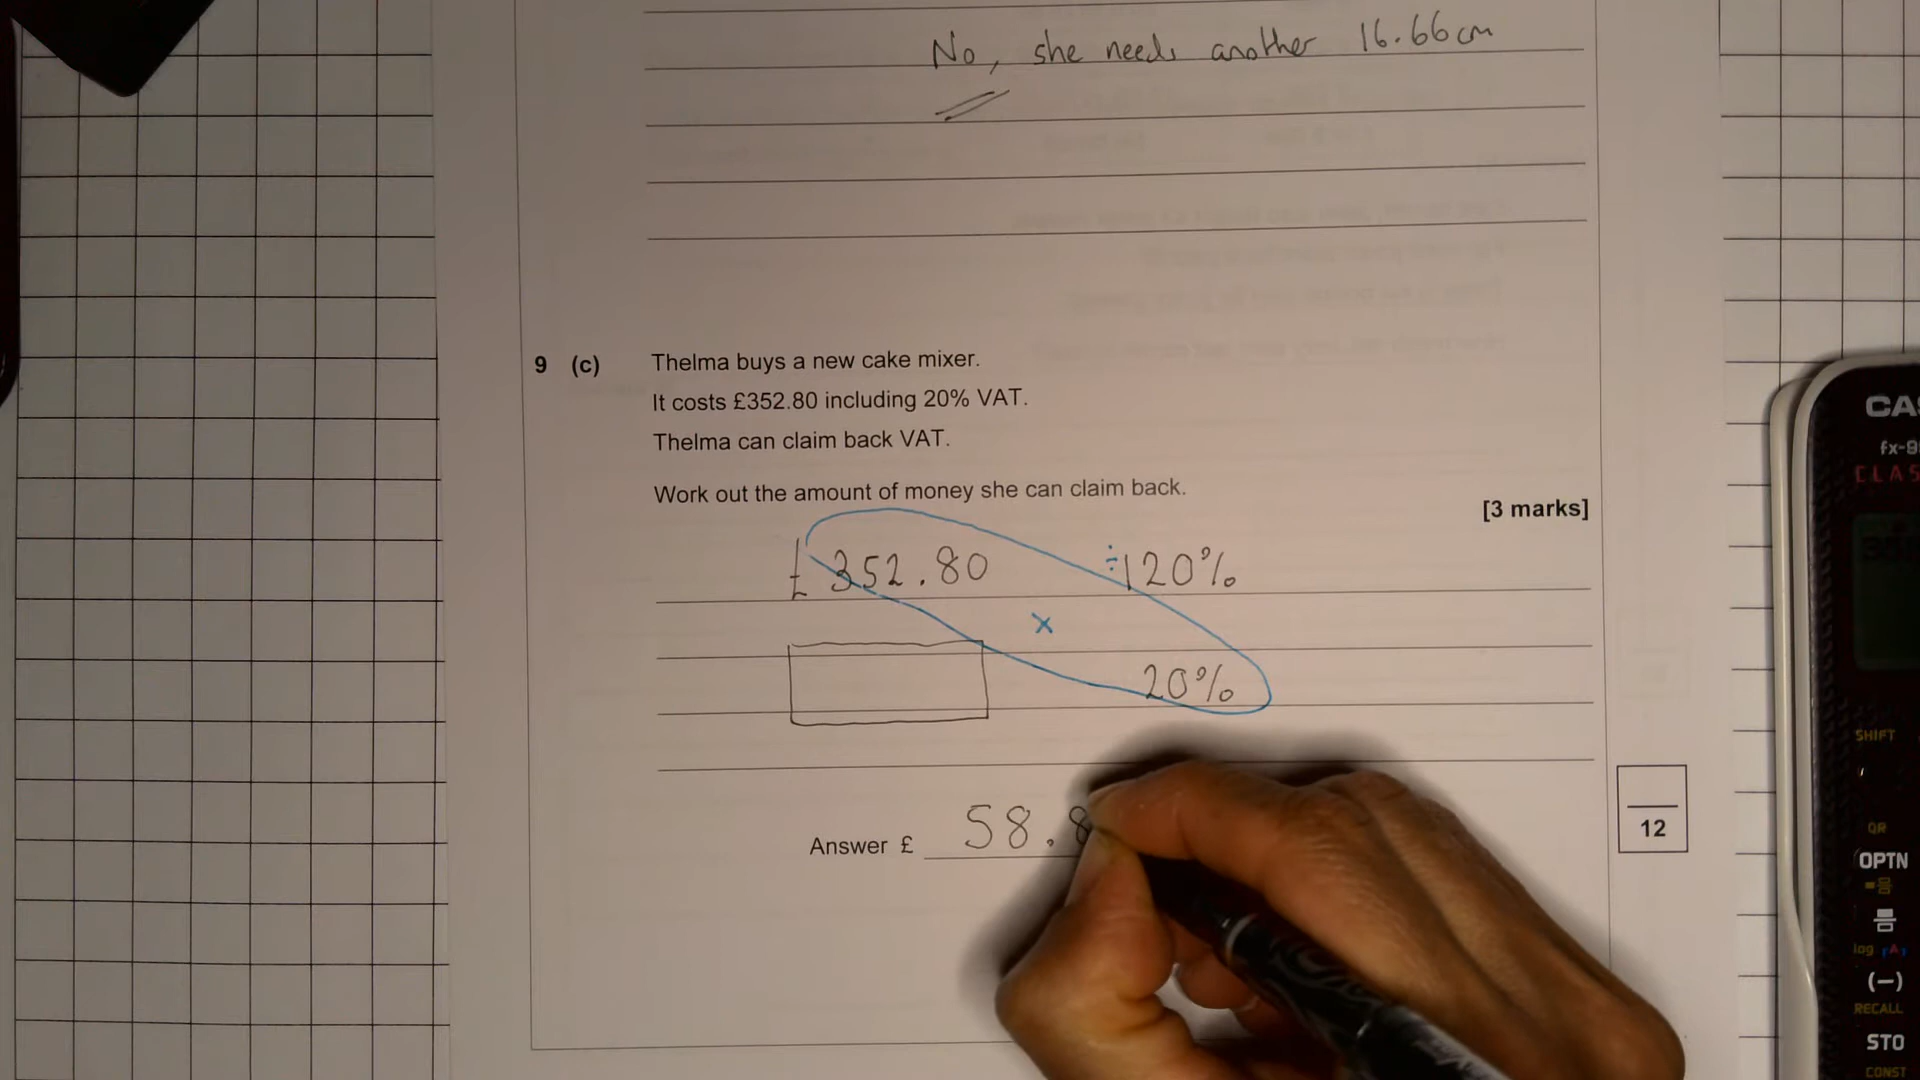 No, she needs another 16.66cm
9 (c) Thelma buys a new cake mixer.
It costs £352.80 including 20% VAT.
Thelma can claim back VAT.
Work out the amount of money she can claim back.
[3 marks]
£352.80 ÷120%
×
20%
12
Answer £ 58.8
SHIFT
QR
OPTN
log
(−)
RECALL
STO
CONST